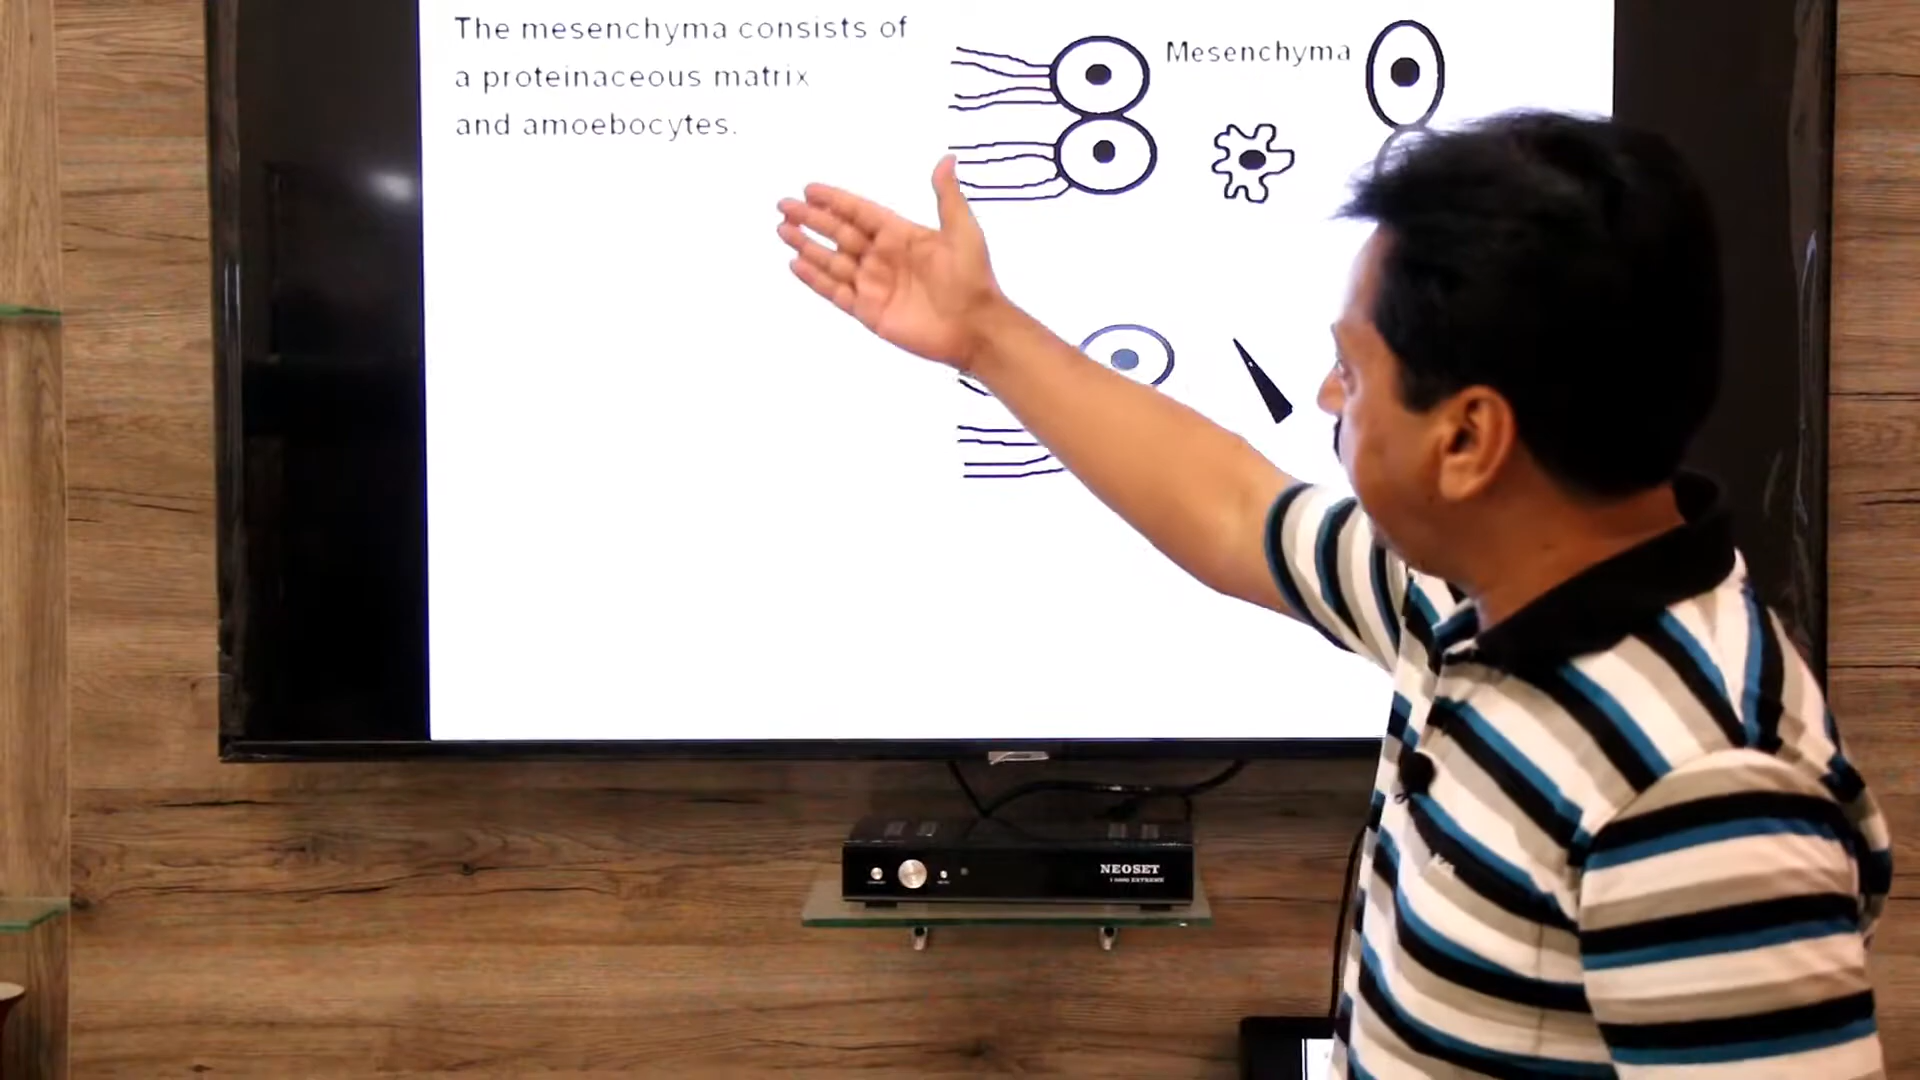 The mesenchyma consists of
a proteinaceous matrix
and amoebocytes.
Mesenchyma
NEOSET